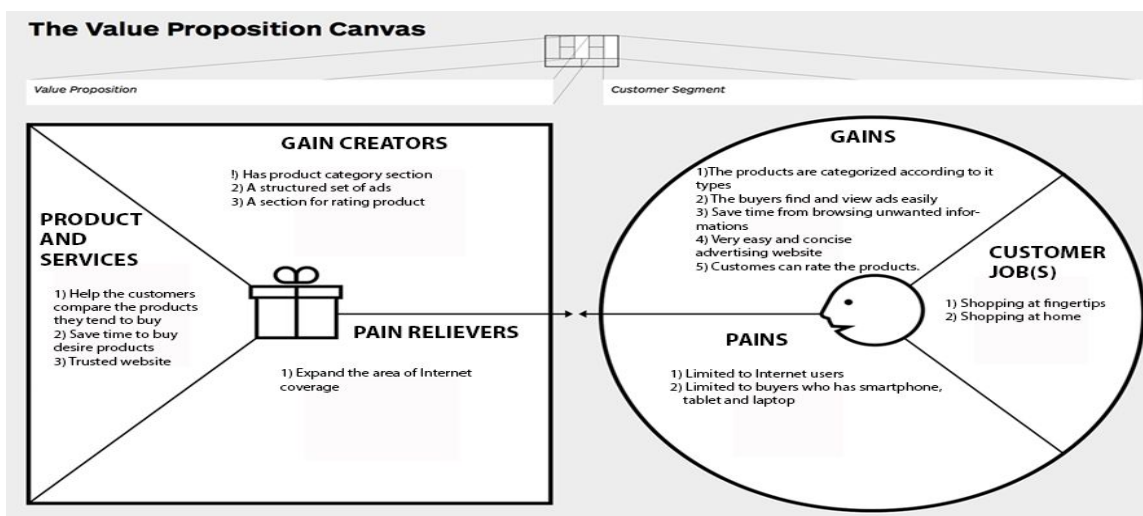 The Value Proposition Canvas
Value Proposition
Customer Segment
GAIN CREATORS
!) Has product category section
2) A structured set of ads
3) A section for rating product
PRODUCT
AND
SERVICES
1) Help the customers
compare the products
they tend to buy
2) Save time to buy
desire products
3) Trusted website
PAIN RELIEVERS
1) Expand the area of Internet
coverage
GAINS
1)The products are categorized according to it
types
2) The buyers find and view ads easily
3) Save time from browsing unwanted infor-
mations
4) Very easy and concise
advertising website
5) Customes can rate the products.
CUSTOMER
JOB(S)
1) Shopping at fingertips
2) Shopping at home
PAINS
1) Limited to Internet users
2) Limited to buyers who has smartphone,
tablet and laptop